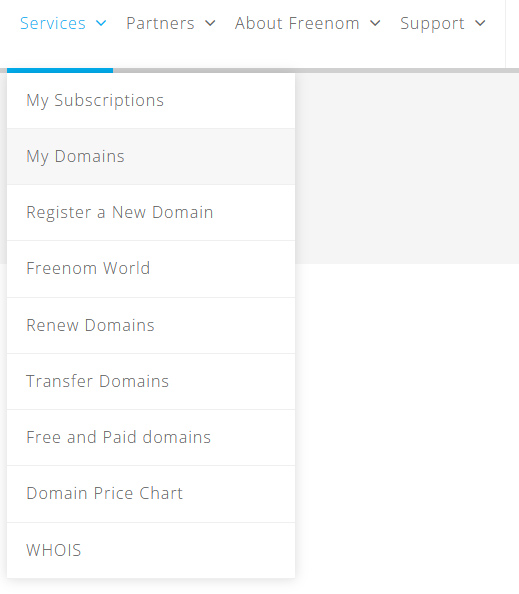 Services Partners About Freenom Support
My Subscriptions
My Domains
Register a New Domain
Freenom World
Renew Domains
Transfer Domains
Free and Paid domains
Domain Price Chart
WHOIS